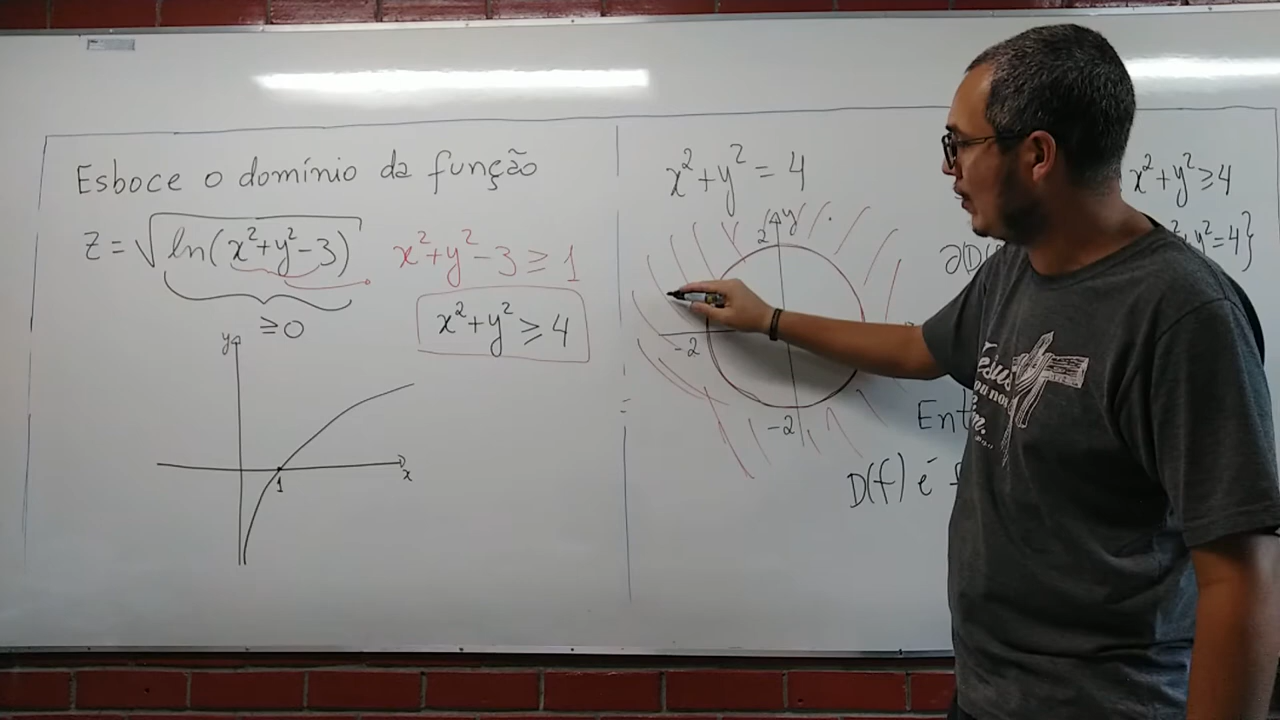 Esboce o domínio da função
z = √ln(x²+y²-3)
≥0
x²+y²-3 ≥ 1
x²+y² ≥ 4
y
1
x
x²+y² = 4
2
y
-2
-2
x²+y² ≥ 4
∂D(
y²=4}
D(f) é
Jesus